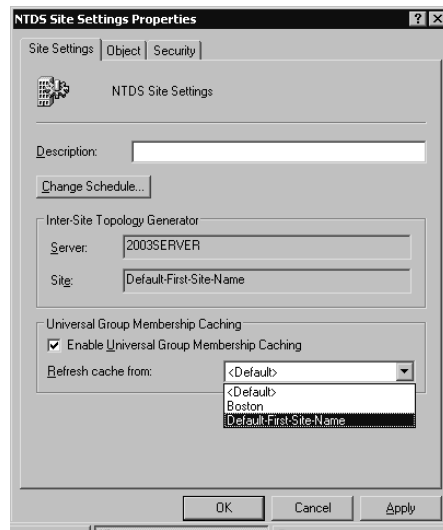 NTDS Site Settings Properties
Site Settings Object Security
NTDS Site Settings
Description:
Change Schedule...
Inter-Site Topology Generator
Server: 2003SERVER
Site: Default-First-Site-Name
Universal Group Membership Caching
Enable Universal Group Membership Caching
Refresh cache from: <Default>
<Default>
Boston
Default-First-Site-Name
OK Cancel Apply